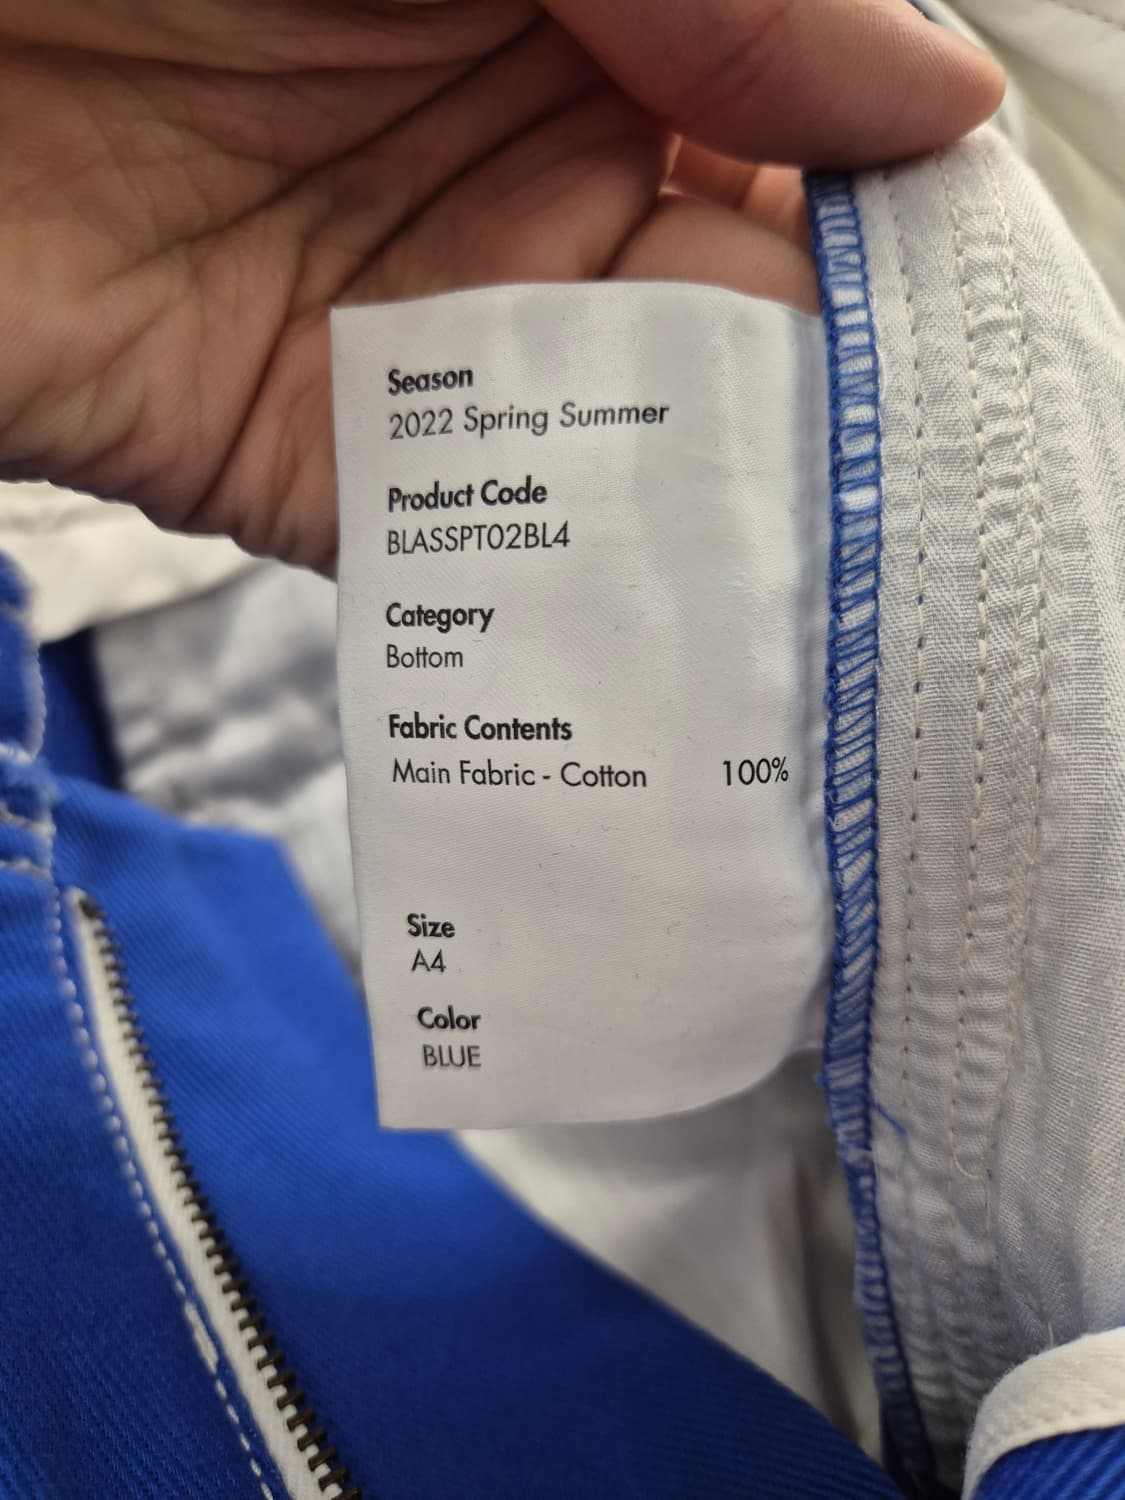 Season
2022 Spring Summer
Product Code
BLASSPT02BL4
Category
Bottom
Fabric Contents
Main Fabric - Cotton 100%
Size
A4
Color
BLUE